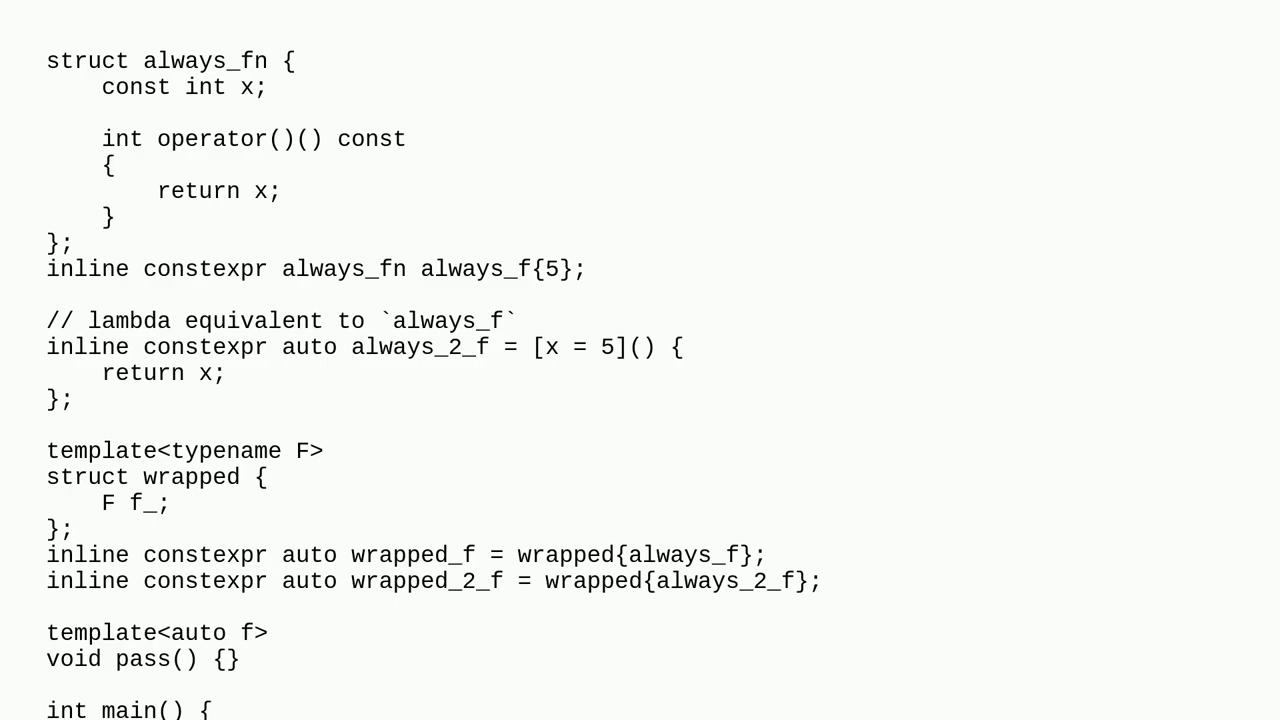 struct always_fn {
    const int x;

    int operator()() const
    {
        return x;
    }
};
inline constexpr always_fn always_f{5};

// lambda equivalent to `always_f`
inline constexpr auto always_2_f = [x = 5]() {
    return x;
};

template<typename F>
struct wrapped {
    F f_;
};
inline constexpr auto wrapped_f = wrapped{always_f};
inline constexpr auto wrapped_2_f = wrapped{always_2_f};

template<auto f>
void pass() {}

int main() {